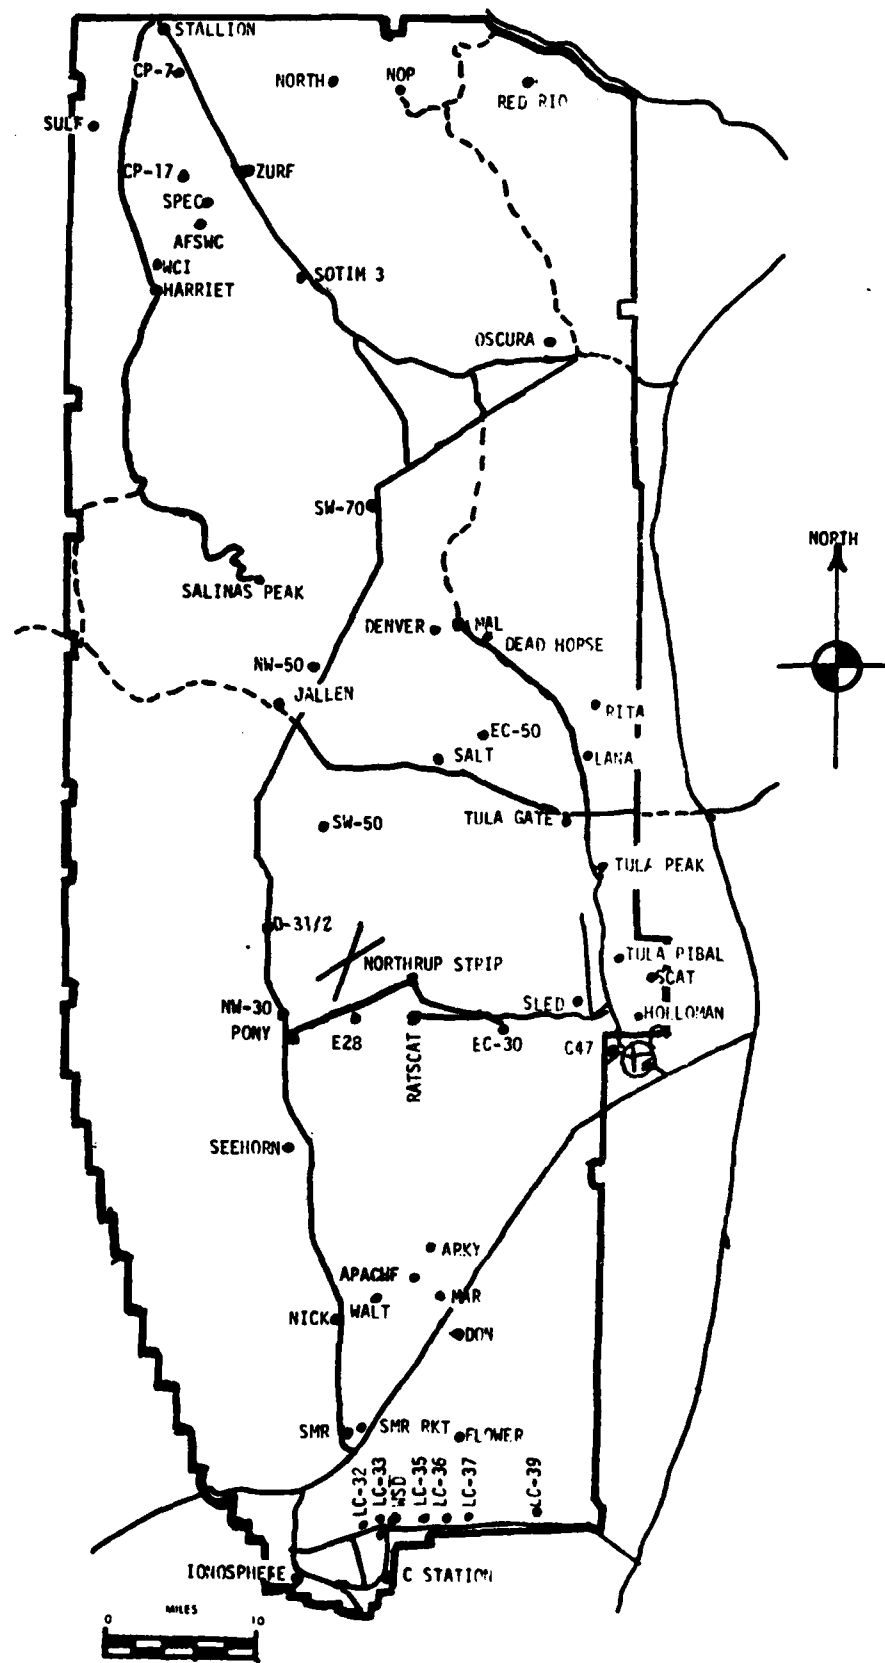 STALLION
CP-7
NORTH
NOP
RED RIO
SULF
CP-17
ZURF
SPEC
AFSWC
WCI
HARRIET
SOTIM 3
OSCURA
SW-70
NORTH
SALINAS PEAK
DENVER
MAL
DEAD HORSE
NW-50
JALLEN
RITA
EC-50
SALT
LANA
SW-50
TULA GATE
TULA PEAK
D-31/2
NORTHRUP STRIP
TULA PIBAL
SCAT
NW-30
SLED
HOLLOMAN
PONY
E28
RATSCAT
EC-30
C47
SEEHORN
ARKY
APACHE
WALT
MAR
NICK
DON
SMR
SMR RKT
FLOWER
LC-32
LC-33
WSD
LC-35
LC-36
LC-37
LC-39
IONOSPHERE
C STATION
MILES
0 10